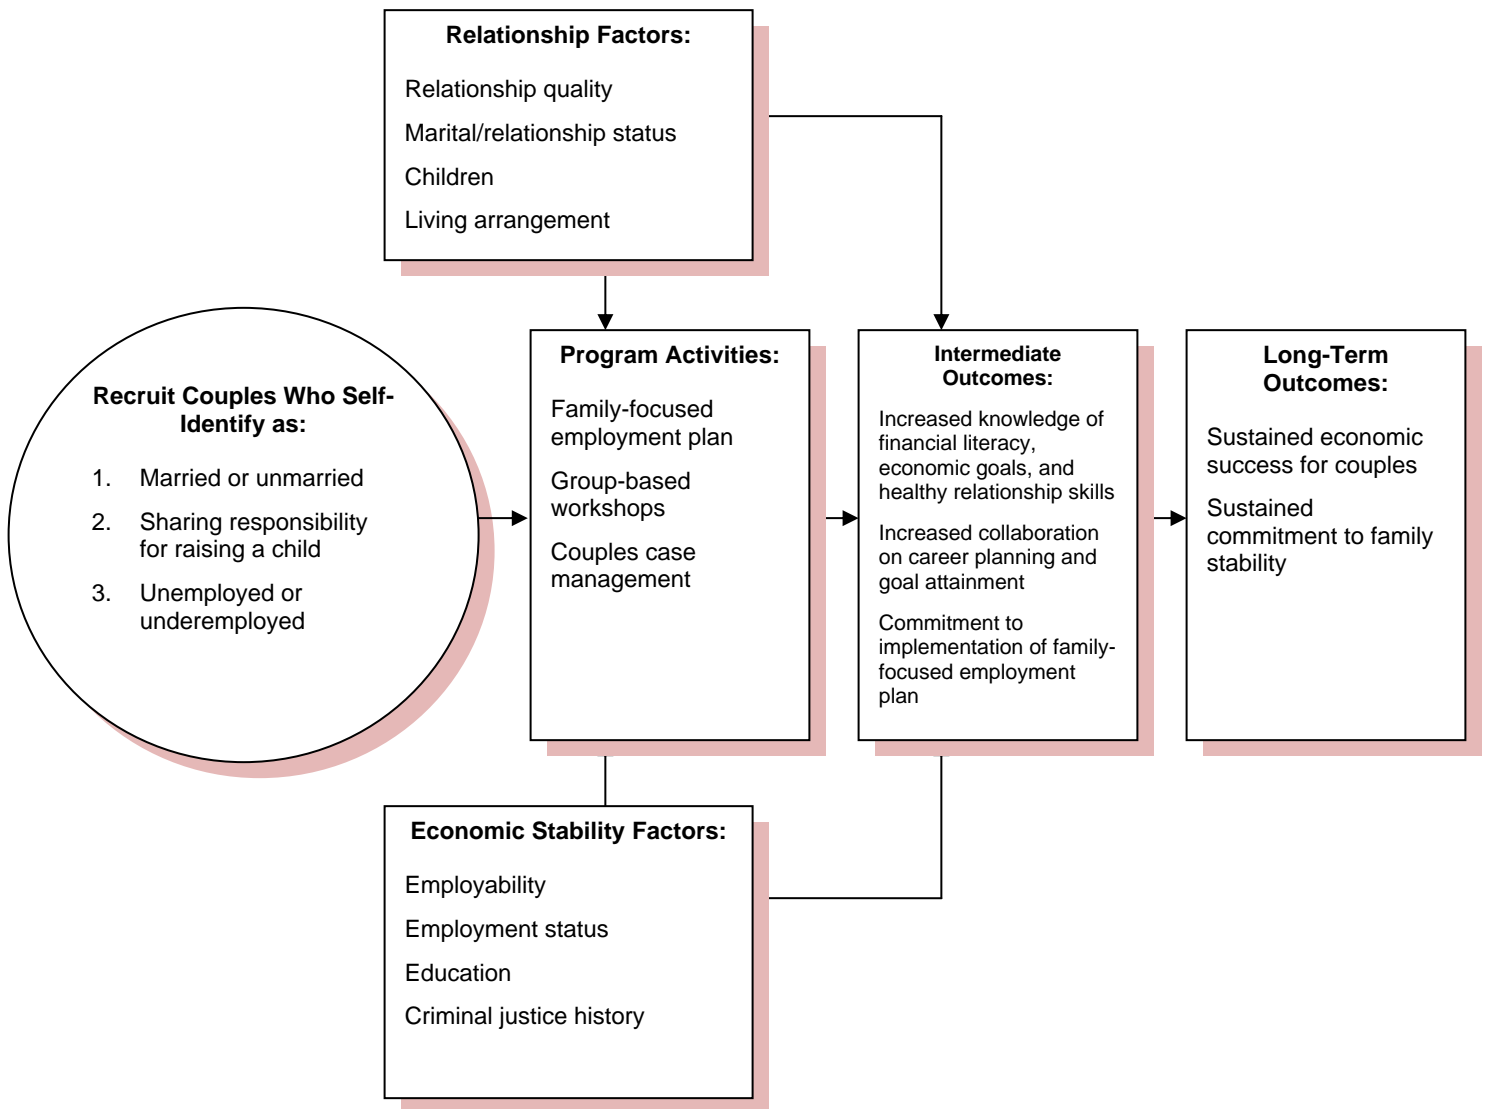 Relationship Factors:
Relationship quality
Marital/relationship status
Children
Living arrangement
Recruit Couples Who Self-
Identify as:
1. Married or unmarried
2. Sharing responsibility
for raising a child
3. Unemployed or
underemployed
Program Activities:
Family-focused
employment plan
Group-based
workshops
Couples case
management
Intermediate
Outcomes:
Increased knowledge of
financial literacy,
economic goals, and
healthy relationship skills
Increased collaboration
on career planning and
goal attainment
Commitment to
implementation of family-
focused employment
plan
Long-Term
Outcomes:
Sustained economic
success for couples
Sustained
commitment to family
stability
Economic Stability Factors:
Employability
Employment status
Education
Criminal justice history